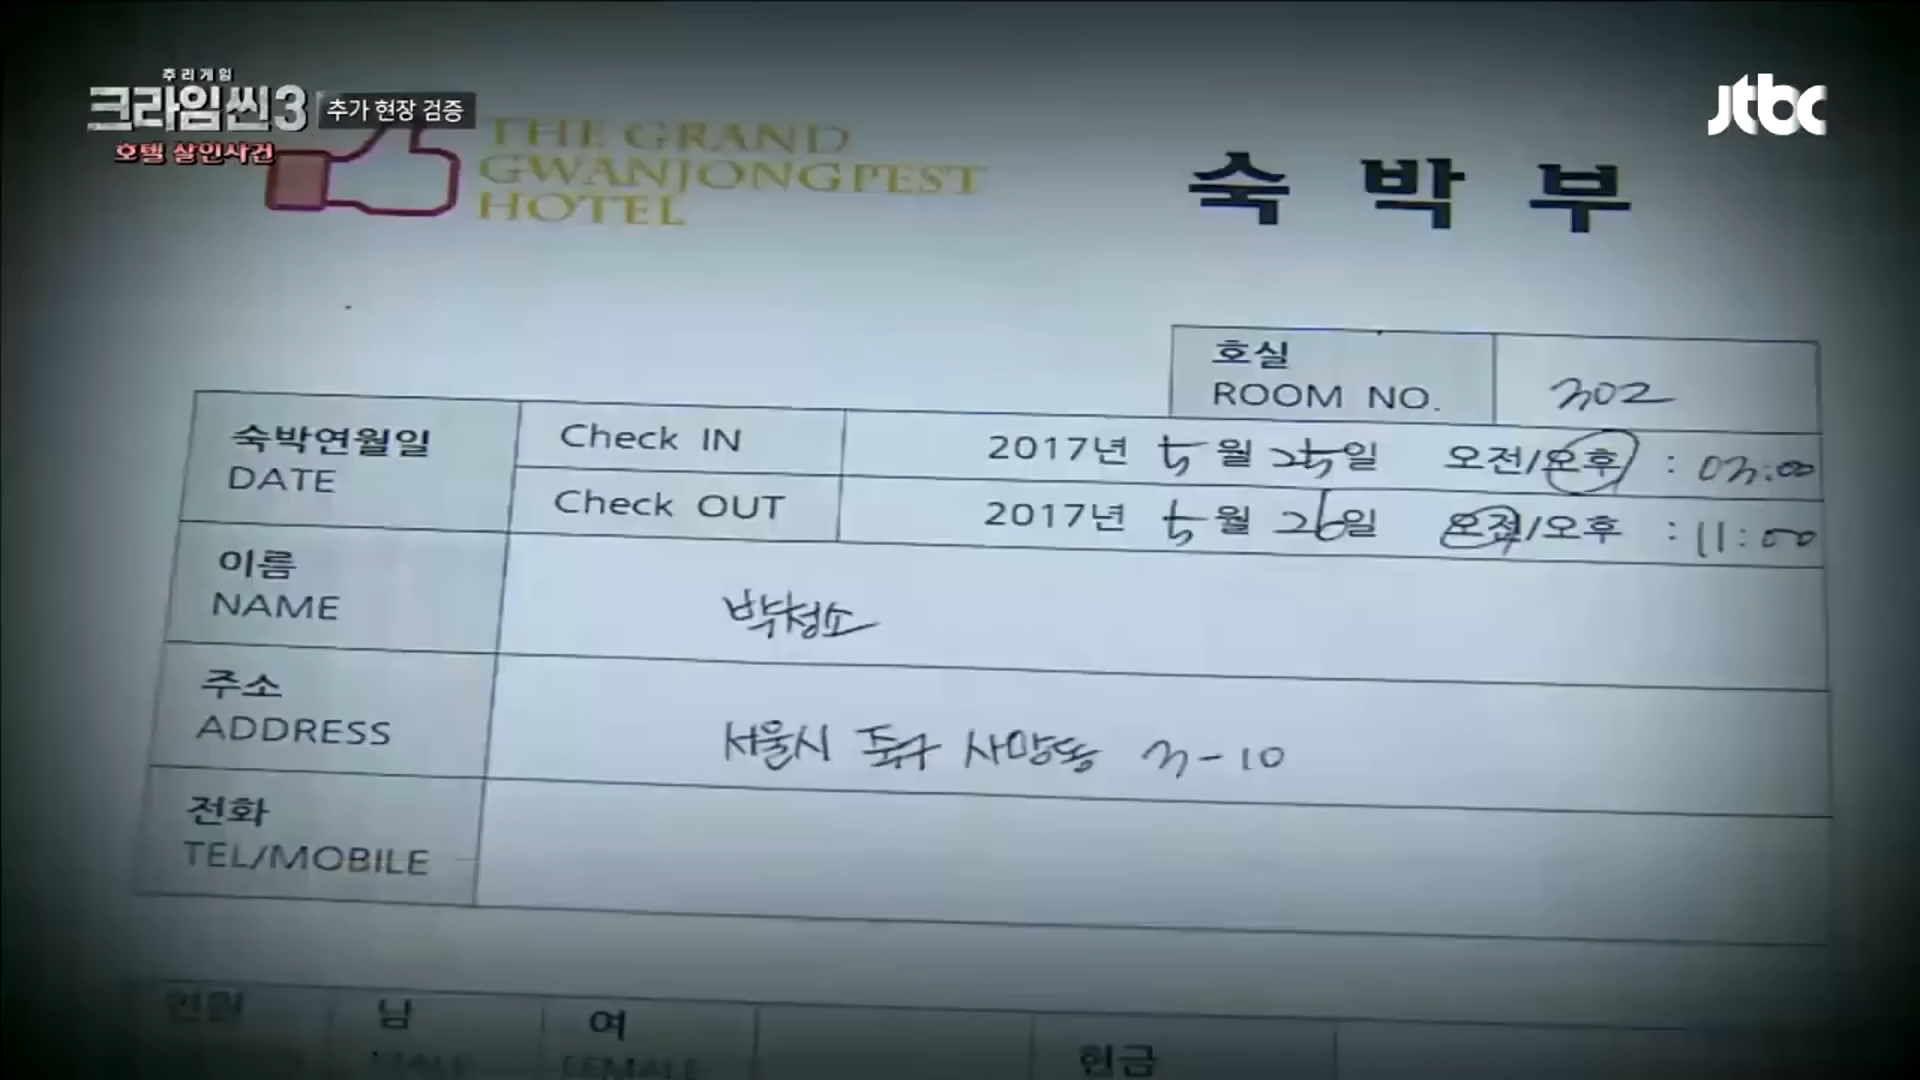 추리게임
크라임씬3 추가 현장 검증
호텔 살인사건
jtbc
THE GRAND
GWANJONGPEST
HOTEL
숙박부
호실
ROOM NO. 302
숙박연월일
DATE
Check IN 2017년 5월 25일 오전/오후 : 03:00
Check OUT 2017년 5월 26일 오전/오후 : 11:00
이름
NAME
박청소
주소
ADDRESS
서울시 죽구 사망동 3-10
전화
TEL/MOBILE
인원 남 여 현금
MALE FEMALE